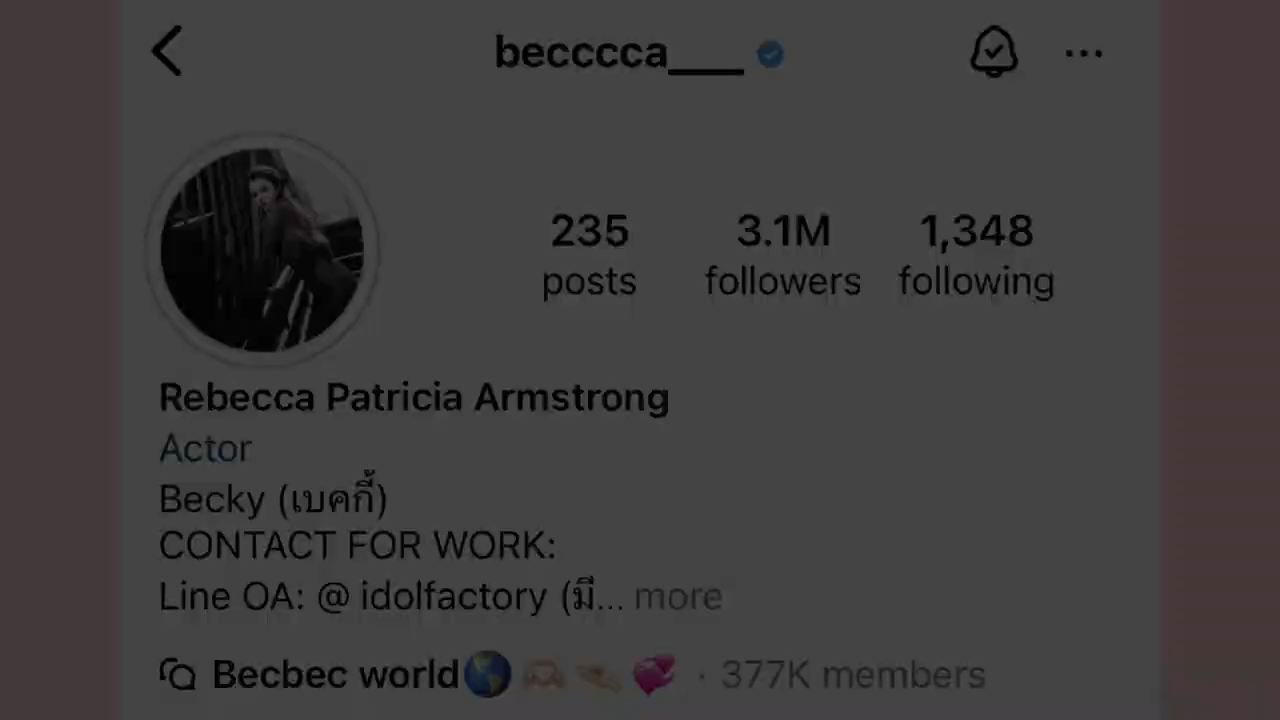 becccca___
235 3.1M 1,348
posts followers following
Rebecca Patricia Armstrong
Actor
Becky (เบคกี้)
CONTACT FOR WORK:
Line OA: @ idolfactory (มี... more
Becbec world🌎🫶🏻🤏🏻💞 · 377K members